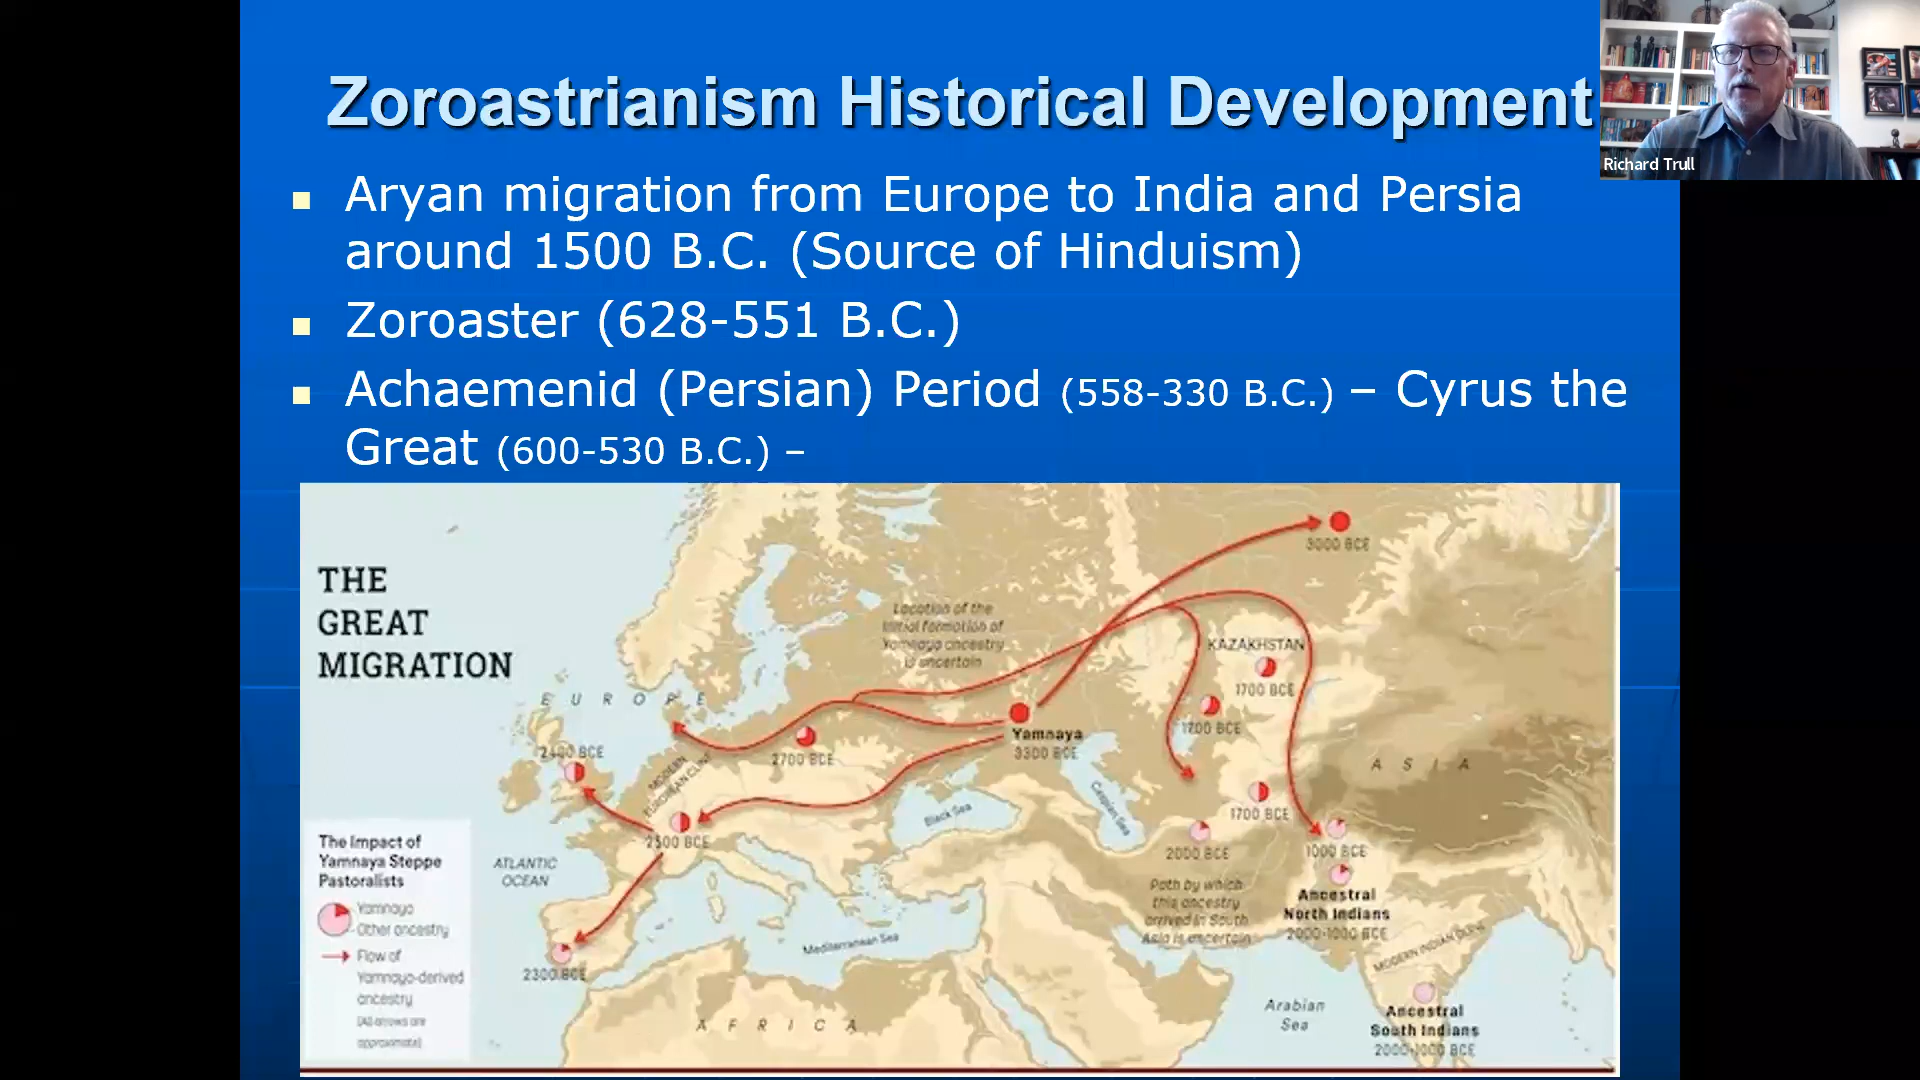 Zoroastrianism Historical Development
Richard Trull
Aryan migration from Europe to India and Persia
around 1500 B.C. (Source of Hinduism)
Zoroaster (628-551 B.C.)
Achaemenid (Persian) Period (558-330 B.C.) – Cyrus the
Great (600-530 B.C.) –
THE
GREAT
MIGRATION
3000 BCE
Location of the
initial formation of
Yamnaya ancestry
is uncertain
KAZAKHSTAN
1700 BCE
EUROPE
1200 BCE
Yamnaya
3300 BCE
2400 BCE
2700 BCE
MODERN
EUROPEAN CLINE
ASIA
Black Sea
Caspian Sea
1700 BCE
2500 BCE
2000 BCE
1000 BCE
The Impact of
Yamnaya Steppe
Pastoralists
Yamnaya
Other ancestry
Flow of
Yamnaya-derived
ancestry
(All arrows are
approximate)
ATLANTIC
OCEAN
Path by which
this ancestry
arrived in South
Asia is uncertain
Ancestral
North Indians
2000-1000 BCE
Mediterranean Sea
MODERN INDIAN CLINE
2300 BCE
AFRICA
Arabian
Sea
Ancestral
South Indians
2000-1000 BCE